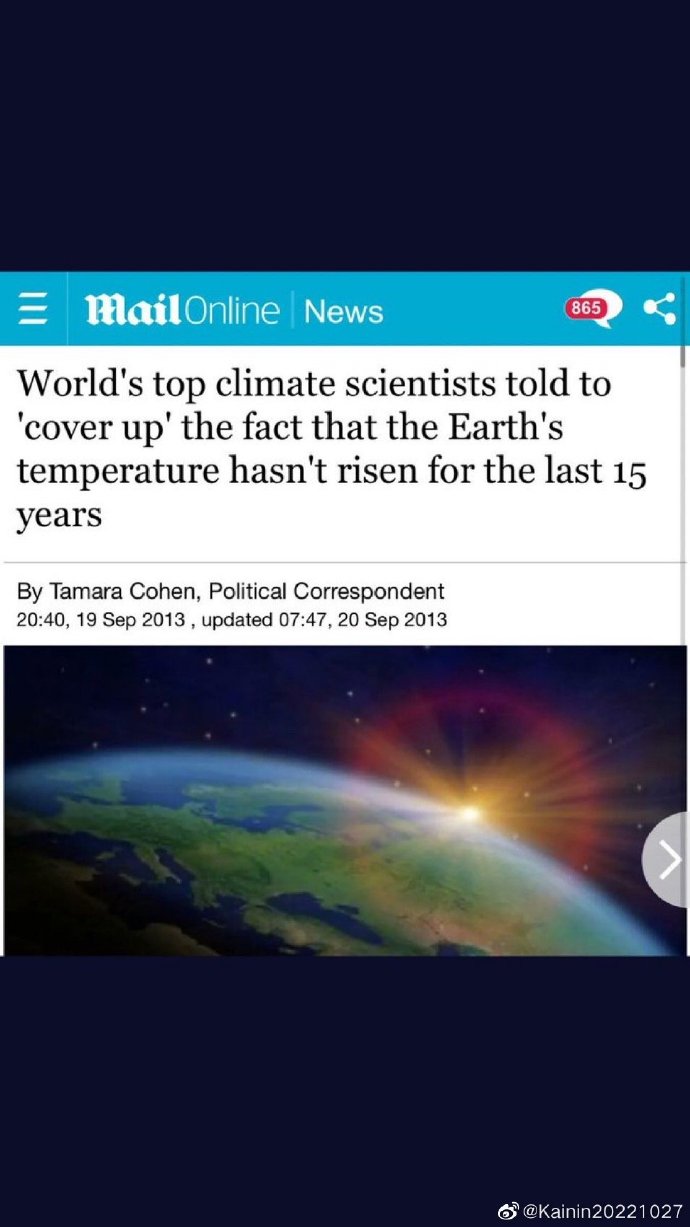 Mail Online News
865
World's top climate scientists told to
'cover up' the fact that the Earth's
temperature hasn't risen for the last 15
years
By Tamara Cohen, Political Correspondent
20:40, 19 Sep 2013 , updated 07:47, 20 Sep 2013
@Kainin20221027